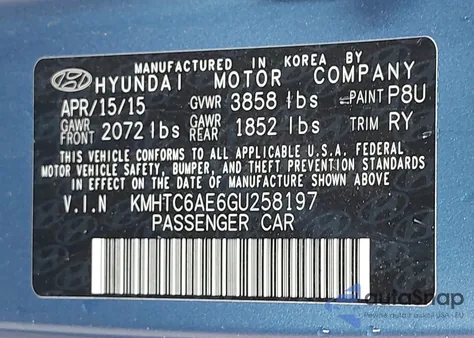 MANUFACTURED IN KOREA BY
HYUNDAI MOTOR COMPANY
APR/15/15 GVWR 3858 lbs PAINT P8U
GAWR FRONT 2072 lbs GAWR REAR 1852 lbs TRIM RY
THIS VEHICLE CONFORMS TO ALL APPLICABLE U.S.A. FEDERAL
MOTOR VEHICLE SAFETY, BUMPER, AND THEFT PREVENTION STANDARDS
IN EFFECT ON THE DATE OF MANUFACTURE SHOWN ABOVE.
V.I.N KMHTC6AE6GU258197
PASSENGER CAR
autoSnap